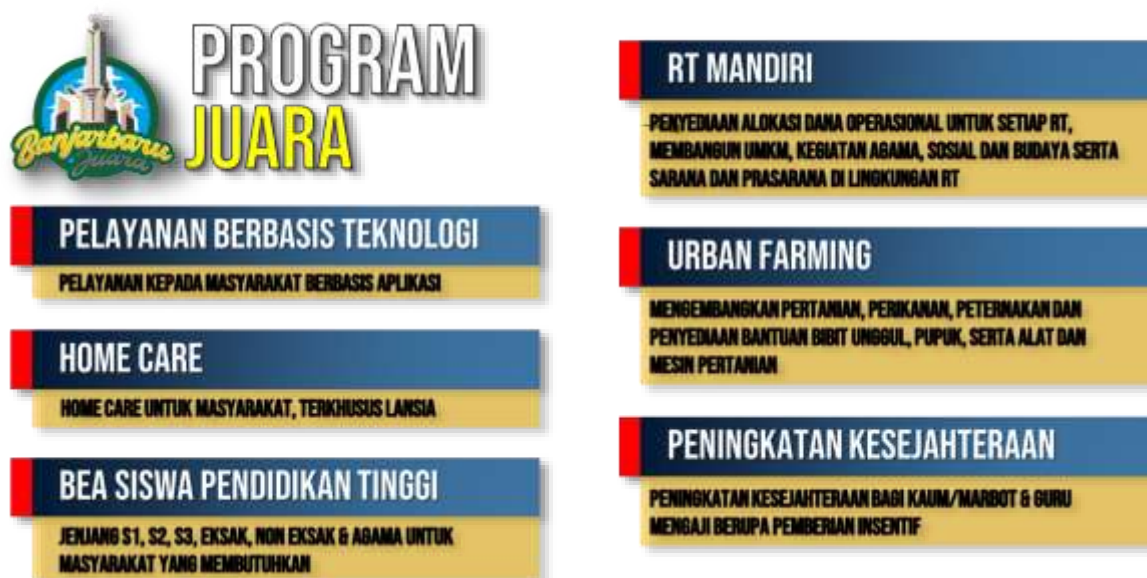 Banjarbaru
Juara
PROGRAM
JUARA
PELAYANAN BERBASIS TEKNOLOGI
PELAYANAN KEPADA MASYARAKAT BERBASIS APLIKASI
HOME CARE
HOME CARE UNTUK MASYARAKAT, TERKHUSUS LANSIA
BEA SISWA PENDIDIKAN TINGGI
JENJANG S1, S2, S3, EKSAK, NON EKSAK & AGAMA UNTUK
MASYARAKAT YANG MEMBUTUHKAN
RT MANDIRI
PENYEDIAAN ALOKASI DANA OPERASIONAL UNTUK SETIAP RT,
MEMBANGUN UMKM, KEGIATAN AGAMA, SOSIAL DAN BUDAYA SERTA
SARANA DAN PRASARANA DI LINGKUNGAN RT
URBAN FARMING
MENGEMBANGKAN PERTANIAN, PERIKANAN, PETERNAKAN DAN
PENYEDIAAN BANTUAN BIBIT UNGGUL, PUPUK, SERTA ALAT DAN
MESIN PERTANIAN
PENINGKATAN KESEJAHTERAAN
PENINGKATAN KESEJAHTERAAN BAGI KAUM/MARBOT & GURU
MENGAJI BERUPA PEMBERIAN INSENTIF